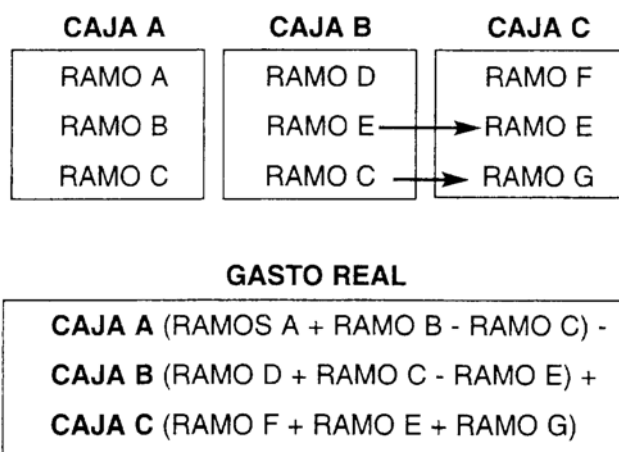 CAJA A CAJA B CAJA C
RAMO A RAMO D RAMO F
RAMO B RAMO E RAMO E
RAMO C RAMO C RAMO G
GASTO REAL
CAJA A (RAMOS A + RAMO B - RAMO C) -
CAJA B (RAMO D + RAMO C - RAMO E) +
CAJA C (RAMO F + RAMO E + RAMO G)